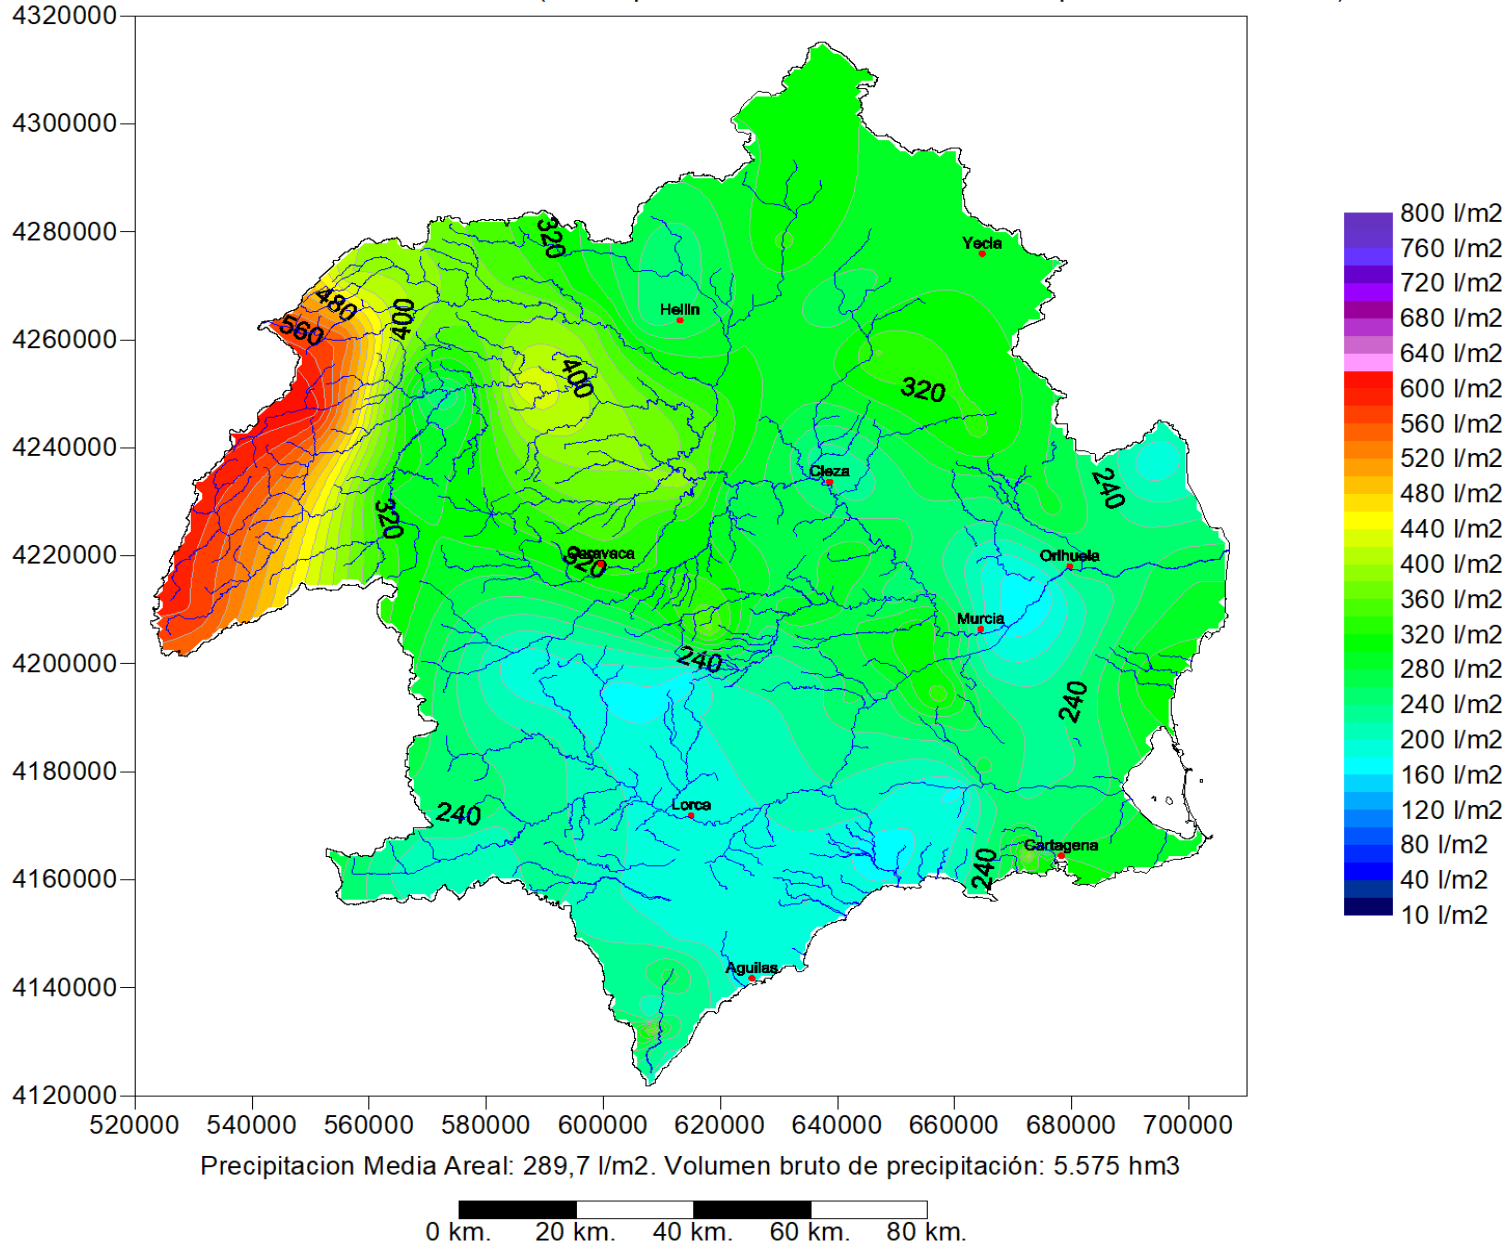 4320000
4300000
4280000
4260000
4240000
4220000
4200000
4180000
4160000
4140000
4120000
520000 540000 560000 580000 600000 620000 640000 660000 680000 700000
320
Yecla
480
400
Hellin
560
400
320
Cieza
240
320
Caravaca
320
Orihuela
Murcia
240
240
Lorca
240
Cartagena
240
Aguilas
800 l/m2
760 l/m2
720 l/m2
680 l/m2
640 l/m2
600 l/m2
560 l/m2
520 l/m2
480 l/m2
440 l/m2
400 l/m2
360 l/m2
320 l/m2
280 l/m2
240 l/m2
200 l/m2
160 l/m2
120 l/m2
80 l/m2
40 l/m2
10 l/m2
Precipitacion Media Areal: 289,7 l/m2. Volumen bruto de precipitación: 5.575 hm3
0 km. 20 km. 40 km. 60 km. 80 km.